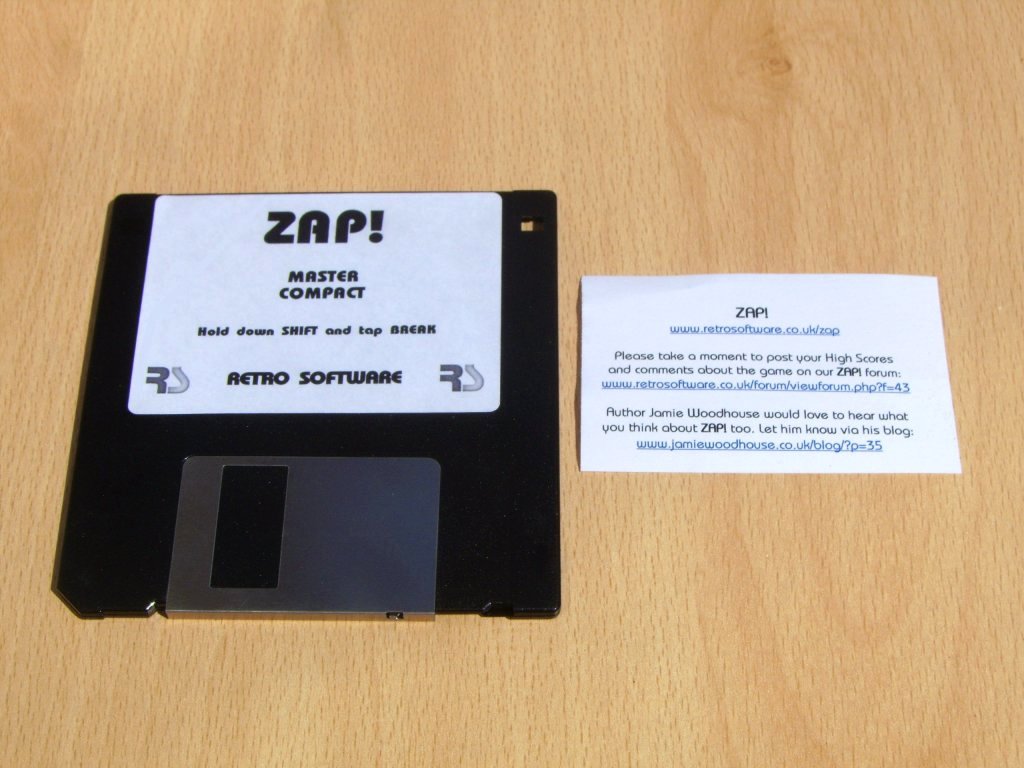 ZAP!
MASTER
COMPACT
Hold down SHIFT and tap BREAK
RS RETRO SOFTWARE RS
ZAP!
www.retrosoftware.co.uk/zap
Please take a moment to post your High Scores
and comments about the game on our ZAP! forum:
www.retrosoftware.co.uk/forum/viewforum.php?f=43
Author Jamie Woodhouse would love to hear what
you think about ZAP! too. Let him know via his blog:
www.jamiewoodhouse.co.uk/blog/?p=35